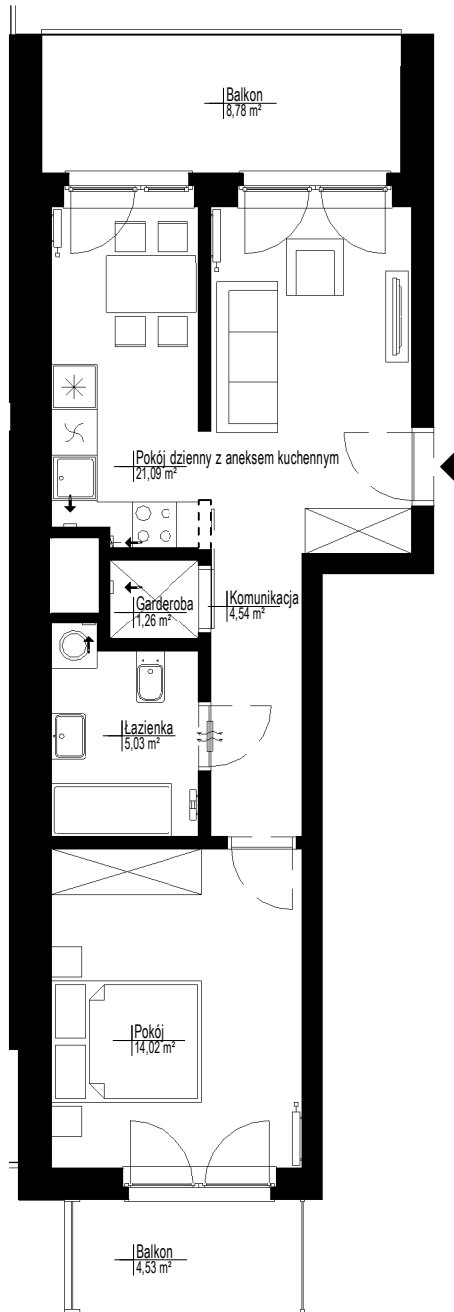 Balkon
8,78 m²
Pokój dzienny z aneksem kuchennym
21,09 m²
Garderoba
1,26 m²
Komunikacja
4,54 m²
Łazienka
5,03 m²
Pokój
14,02 m²
Balkon
4,53 m²